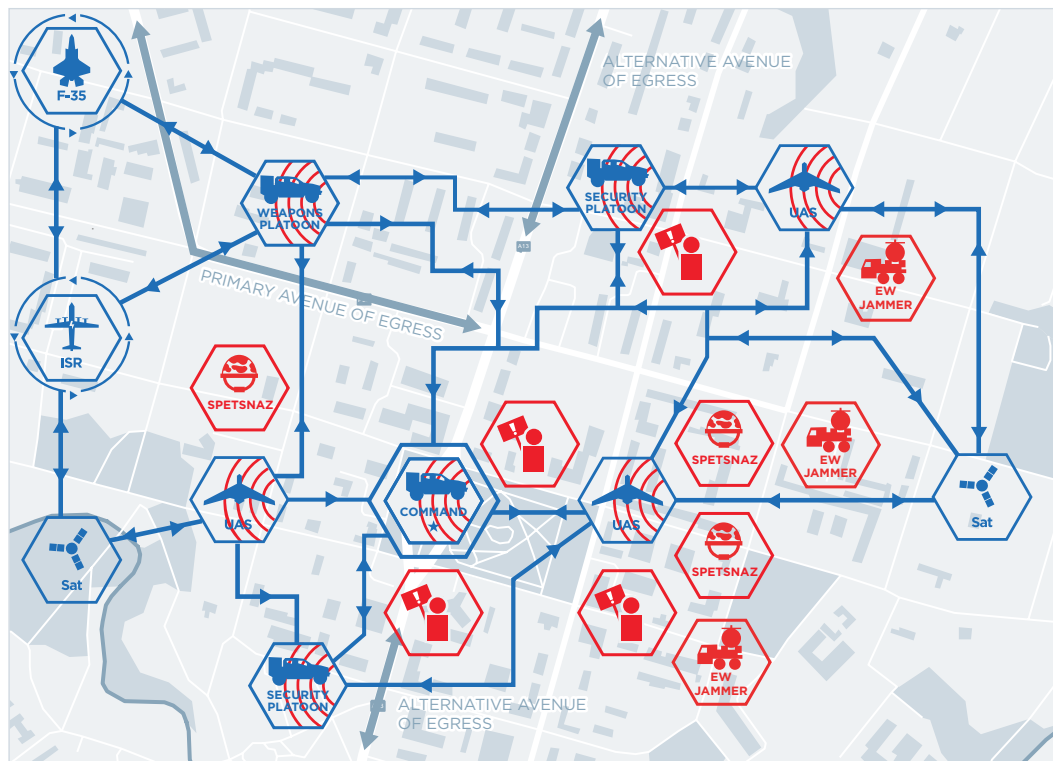 F-35
ALTERNATIVE AVENUE
OF EGRESS
WEAPONS
PLATOON
SECURITY
PLATOON
UAS
A13
EW
JAMMER
PRIMARY AVENUE OF EGRESS
ISR
SPETSNAZ
SPETSNAZ
EW
JAMMER
UAS
COMMAND
UAS
Sat
Sat
SPETSNAZ
SECURITY
PLATOON
EW
JAMMER
ALTERNATIVE AVENUE
OF EGRESS